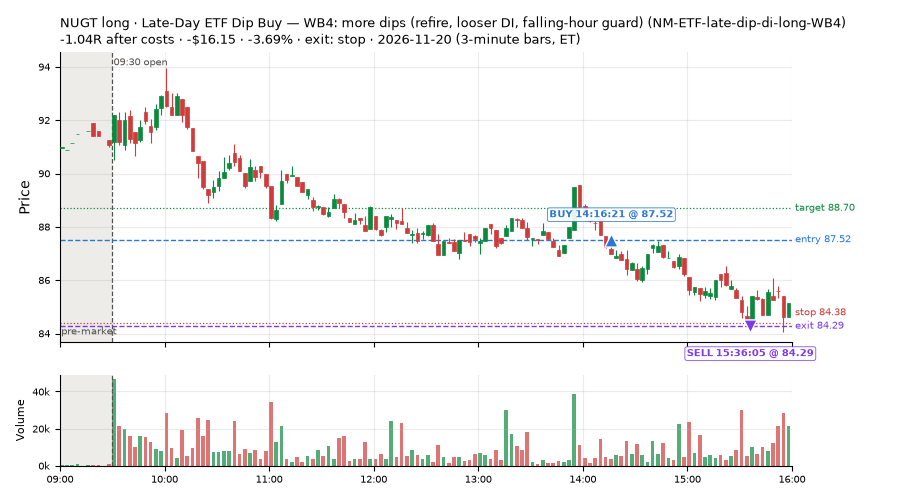 NUGT long · Late-Day ETF Dip Buy — WB4: more dips (refire, looser DI, falling-hour guard) (NM-ETF-late-dip-di-long-WB4)
-1.04R after costs · -$16.15 · -3.69% · exit: stop · 2026-11-20 (3-minute bars, ET)
09:30 open
94
92
90
88
86
84
Price
target 88.70
BUY 14:16:21 @ 87.52
entry 87.52
stop 84.38
exit 84.29
pre-market
SELL 15:36:05 @ 84.29
40k
20k
0k
Volume
09:00
10:00
11:00
12:00
13:00
14:00
15:00
16:00